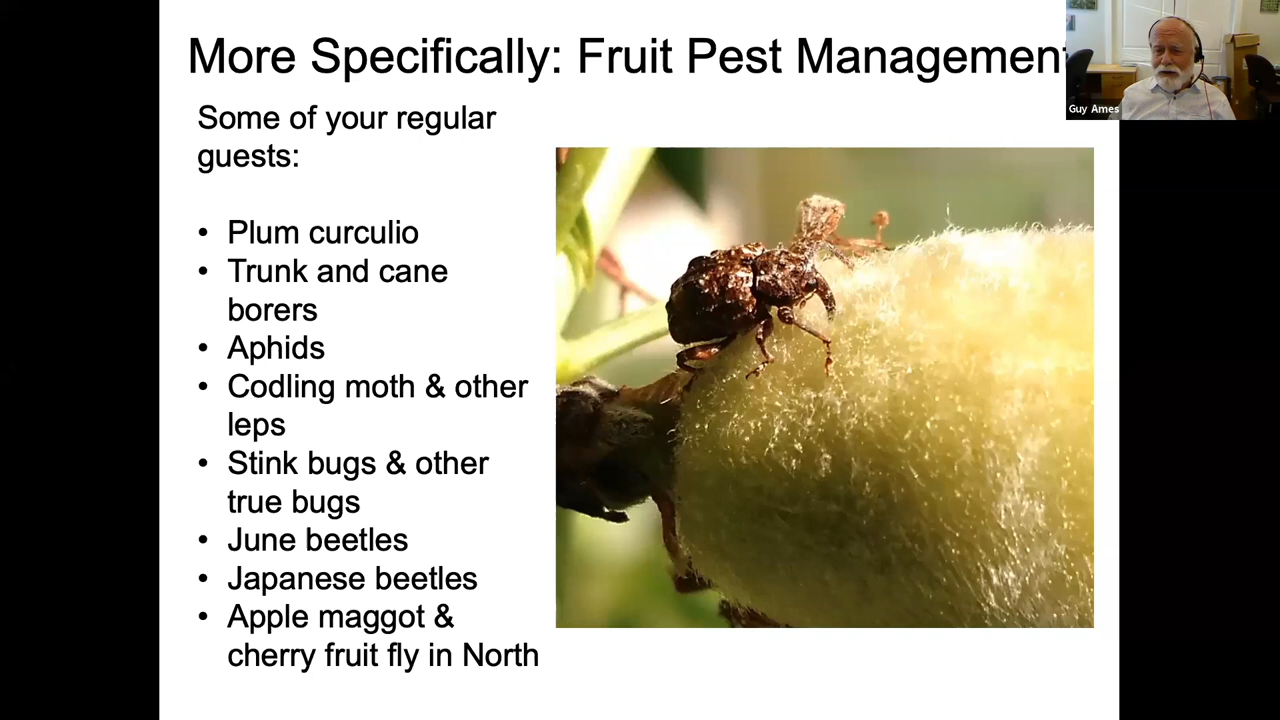 More Specifically: Fruit Pest Management
Guy Ames
Some of your regular
guests:
• Plum curculio
• Trunk and cane
borers
• Aphids
• Codling moth & other
leps
• Stink bugs & other
true bugs
• June beetles
• Japanese beetles
• Apple maggot &
cherry fruit fly in North